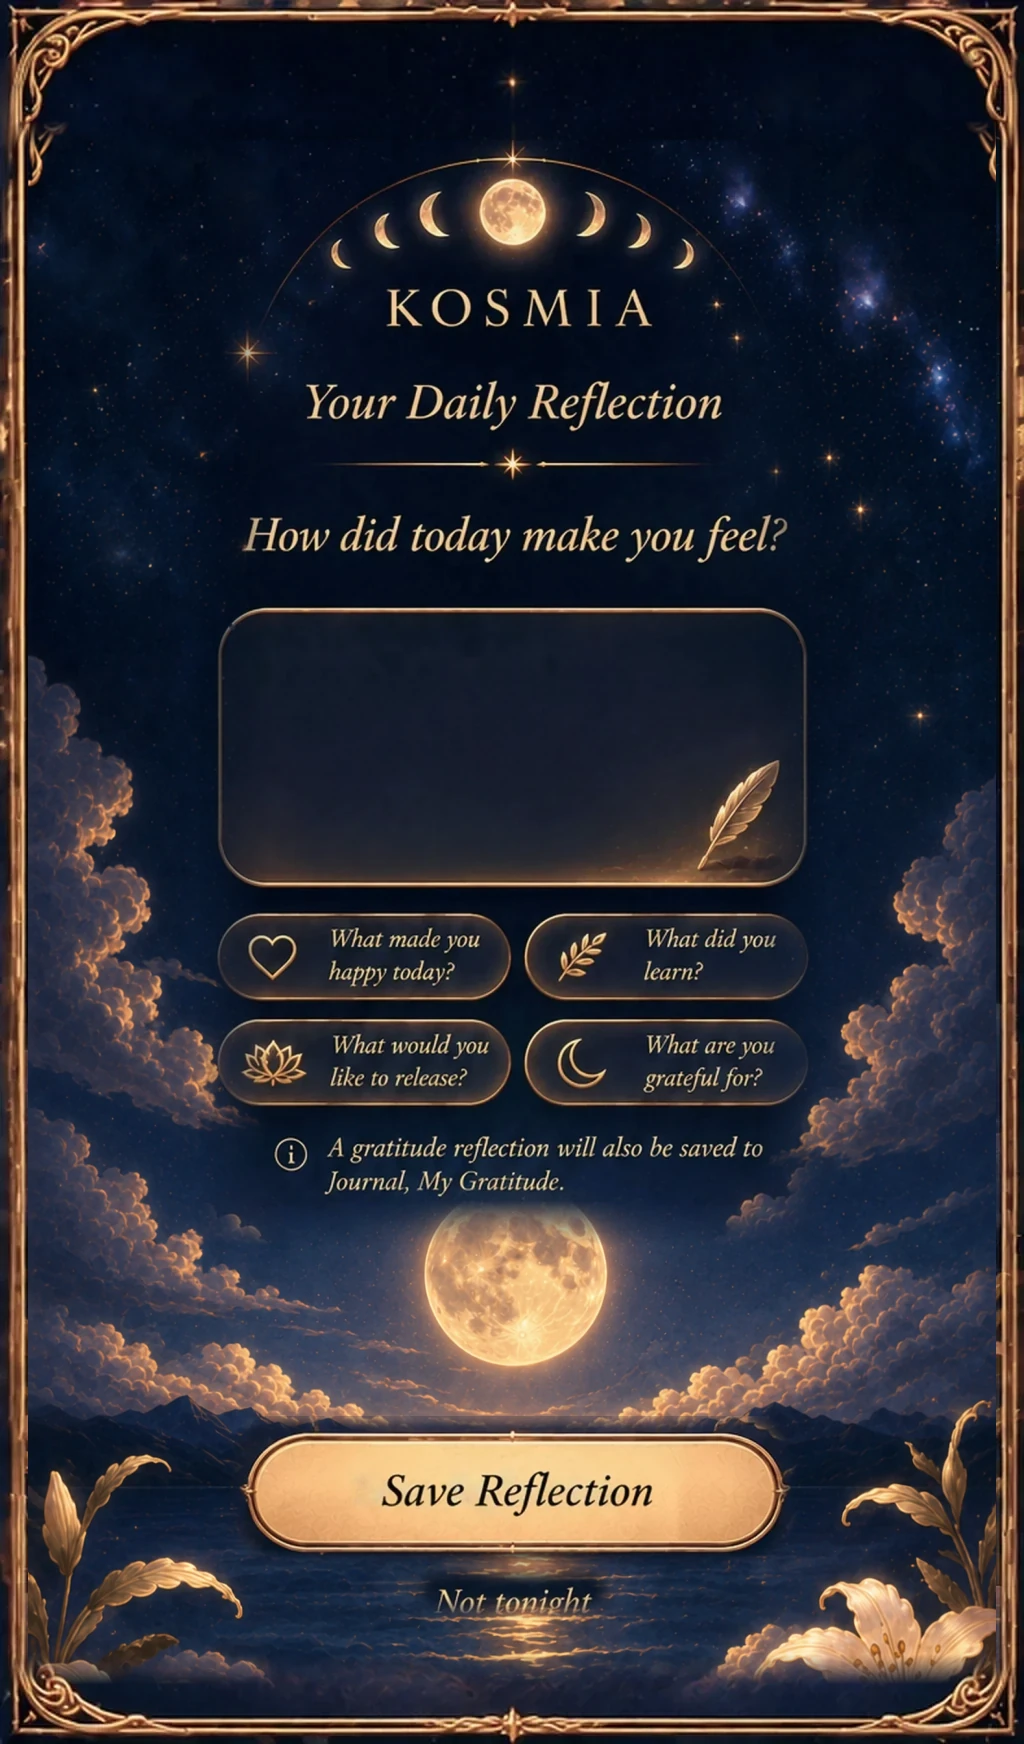 KOSMIA
Your Daily Reflection
How did today make you feel?
What made you
happy today?
What did you
learn?
What would you
like to release?
What are you
grateful for?
A gratitude reflection will also be saved to
Journal, My Gratitude.
Save Reflection
Not tonight